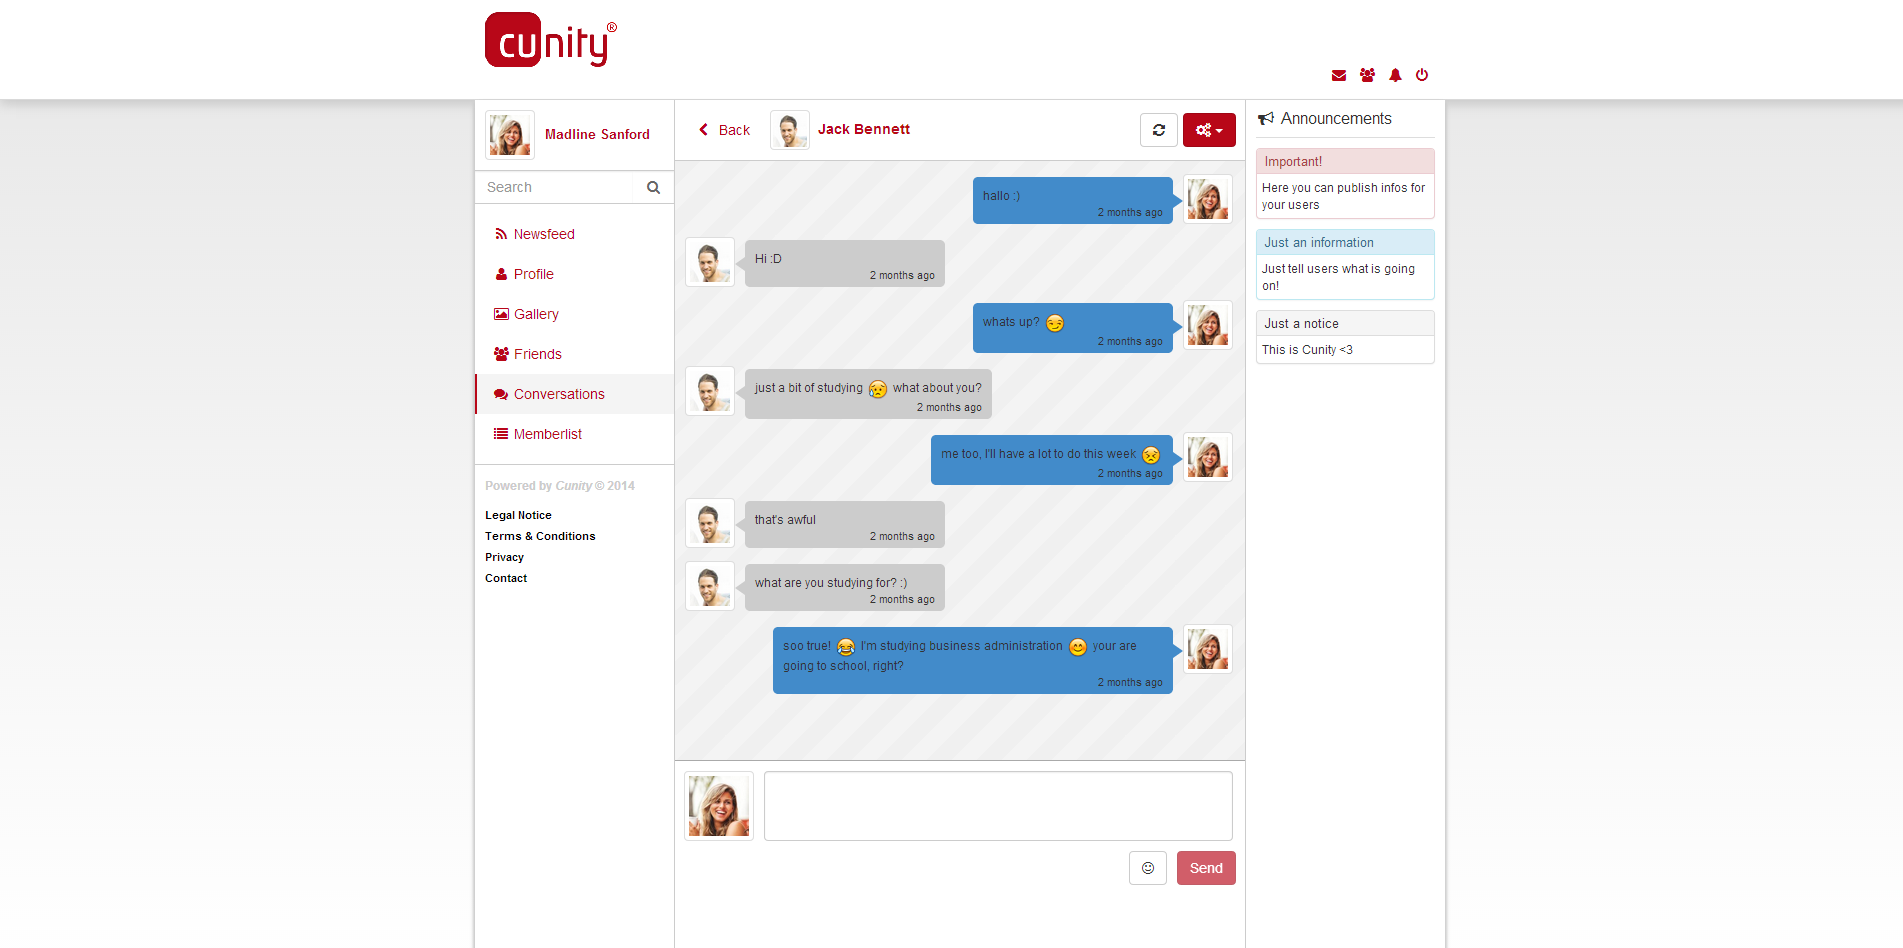 cunity®
Madline Sanford
Search
Newsfeed
Profile
Gallery
Friends
Conversations
Memberlist
Powered by Cunity © 2014
Legal Notice
Terms & Conditions
Privacy
Contact
Back
Jack Bennett
hallo :)
2 months ago
Hi :D
2 months ago
whats up?
2 months ago
just a bit of studying what about you?
2 months ago
me too, I'll have a lot to do this week
2 months ago
that's awful
2 months ago
what are you studying for? :)
2 months ago
soo true! I'm studying business administration your are
going to school, right?
2 months ago
Send
Announcements
Important!
Here you can publish infos for
your users
Just an information
Just tell users what is going
on!
Just a notice
This is Cunity <3